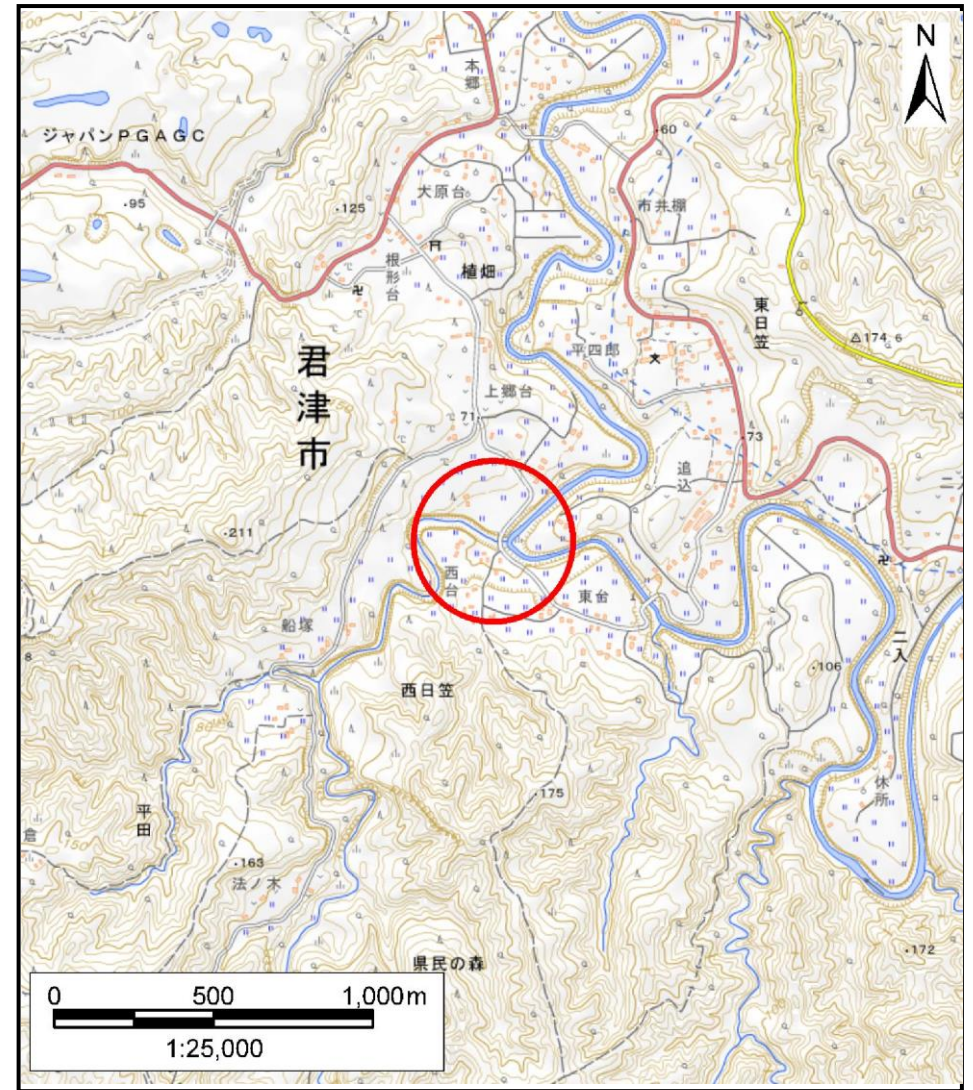 N
本郷
ジャパンPGAGC
・60
大原台
・95
・125
市井棚
根形台
植畑
東日笠
△174.6
君津市
平四郎
上郷台
71
・73
追込
・211
西台
東台
船塚
二入
・106
西日笠
休所
・175
平田
倉
150
・163
法ノ木
・172
県民の森
0 500 1,000m
1:25,000